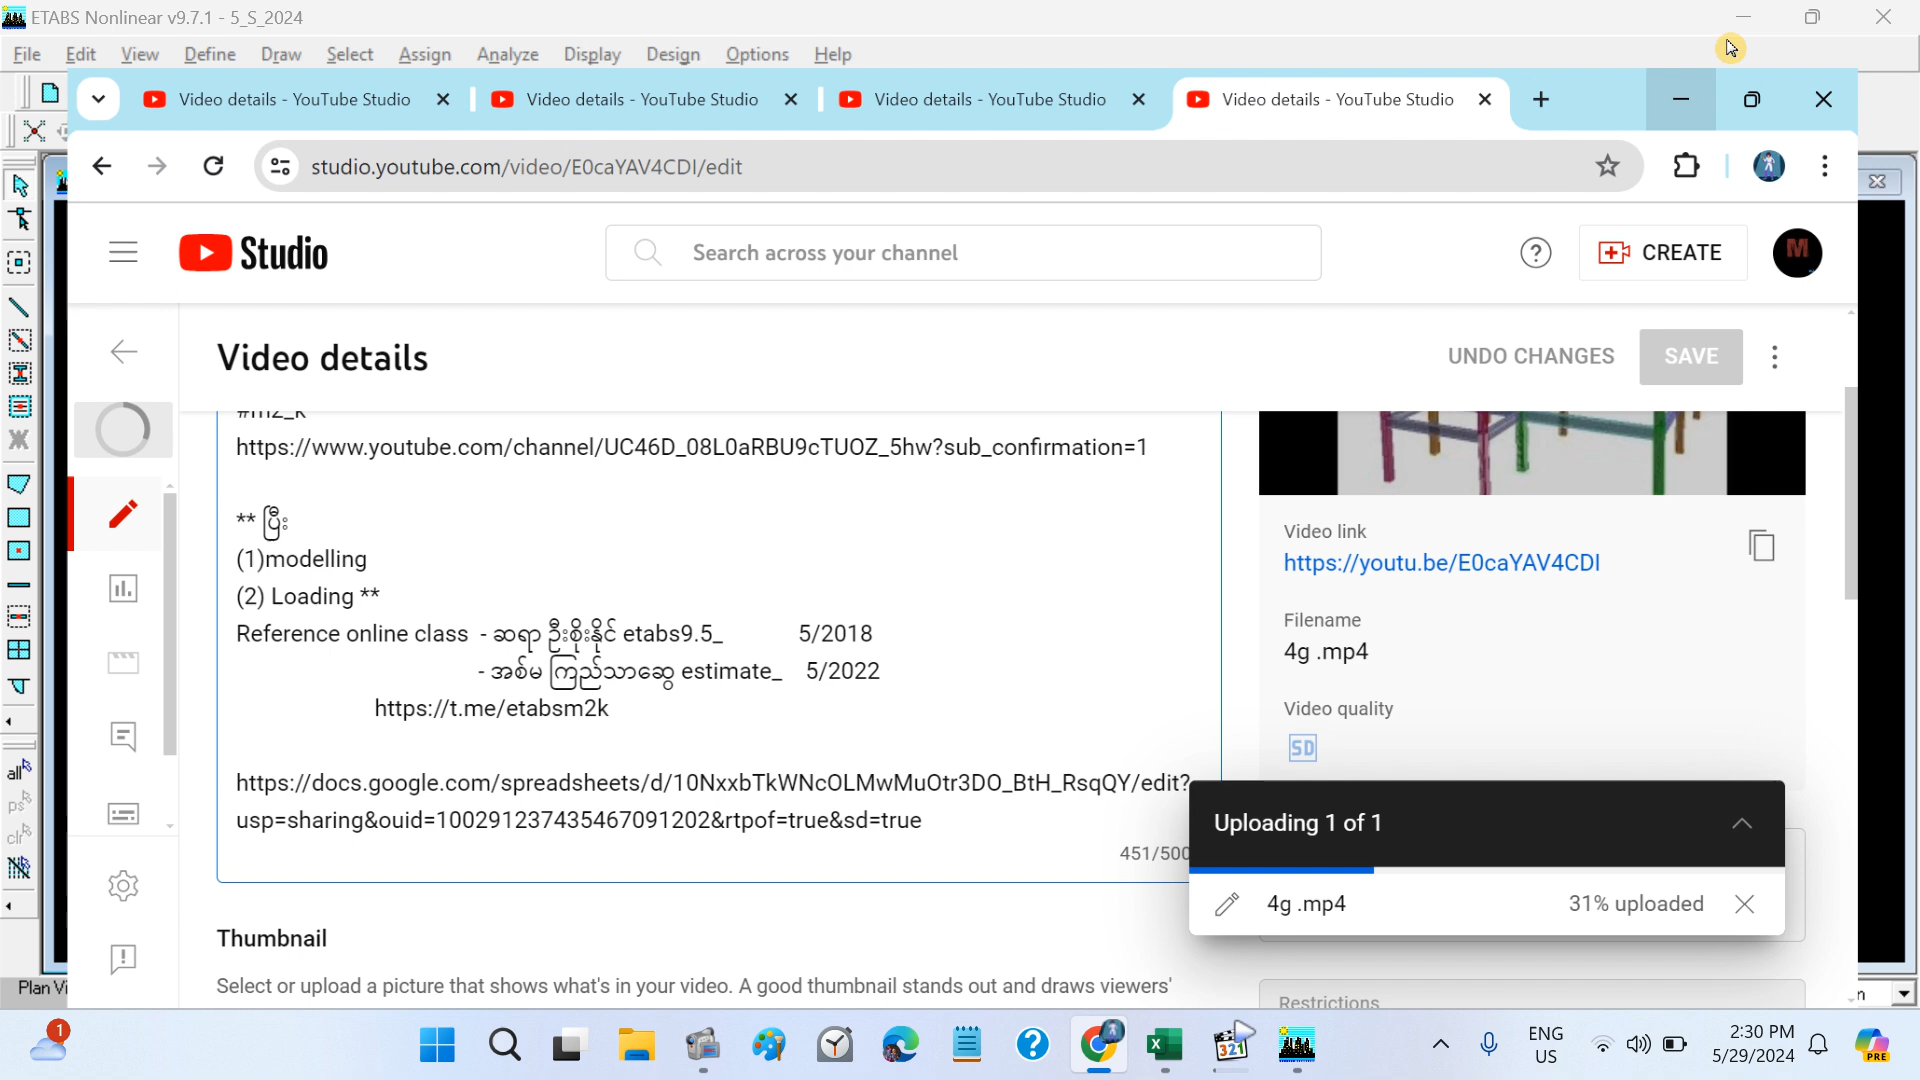 ETABS Nonlinear v9.7.1 - 5_S_2024
File Edit View Define Draw Select Assign Analyze Display Design Options Help
Video details - YouTube Studio
Video details - YouTube Studio
Video details - YouTube Studio
Video details - YouTube Studio
studio.youtube.com/video/E0caYAV4CDI/edit
Studio
Search across your channel
CREATE
M
Video details
UNDO CHANGES
SAVE
#m2_k
https://www.youtube.com/channel/UC46D_08L0aRBU9cTUOZ_5hw?sub_confirmation=1
** ပြီး
(1)modelling
(2) Loading **
Reference online class - ဆရာ ဦးစိုးနိုင် etabs9.5_ 5/2018
- အစ်မ ကြည်သာဆွေ estimate_ 5/2022
https://t.me/etabsm2k
https://docs.google.com/spreadsheets/d/10NxxbTkWNcOLMwMuOtr3DO_BtH_RsqQY/edit?
usp=sharing&ouid=100291237435467091202&rtpof=true&sd=true
451/500
Thumbnail
Select or upload a picture that shows what's in your video. A good thumbnail stands out and draws viewers'
Video link
https://youtu.be/E0caYAV4CDI
Filename
4g .mp4
Video quality
SD
Uploading 1 of 1
4g .mp4
31% uploaded
Restrictions
all
ps
clr
Plan Vi
1
321
ENG
US
2:30 PM
5/29/2024
PRE